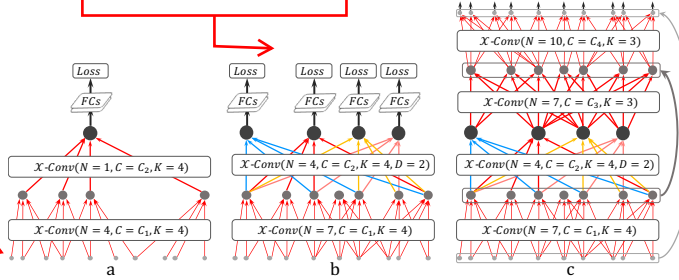 Loss
FCs
𝒳-Conv(N = 1, C = C₂, K = 4)
𝒳-Conv(N = 4, C = C₁, K = 4)
a
Loss Loss Loss Loss
FCs FCs FCs FCs
𝒳-Conv(N = 4, C = C₂, K = 4, D = 2)
𝒳-Conv(N = 7, C = C₁, K = 4)
b
𝒳-Conv(N = 10, C = C₄, K = 3)
𝒳-Conv(N = 7, C = C₃, K = 3)
𝒳-Conv(N = 4, C = C₂, K = 4, D = 2)
𝒳-Conv(N = 7, C = C₁, K = 4)
c